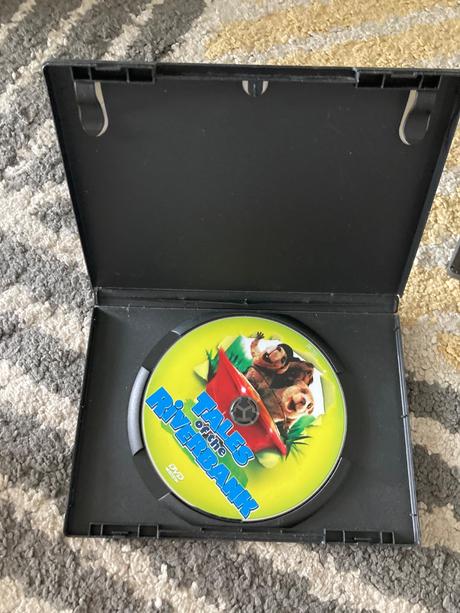 TALES
of the
RIVERBANK
DVD